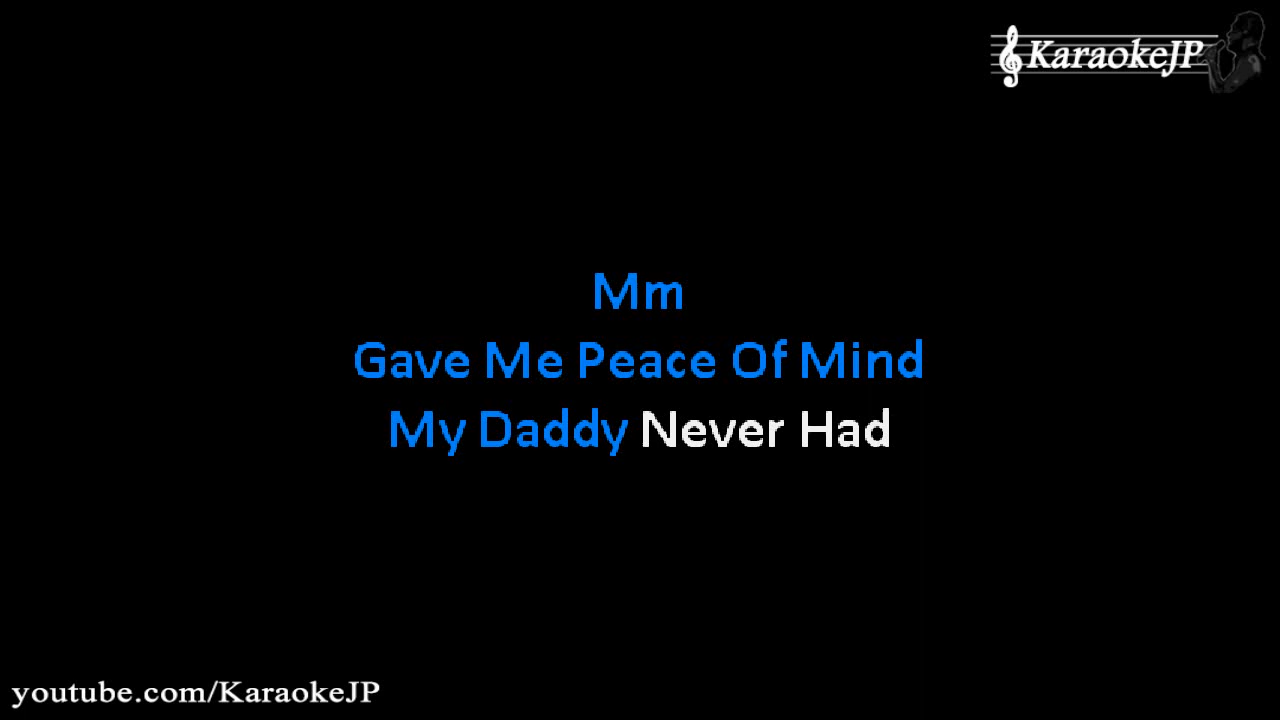 KaraokeJP
Mm
Gave Me Peace Of Mind
My Daddy Never Had
youtube.com/KaraokeJP